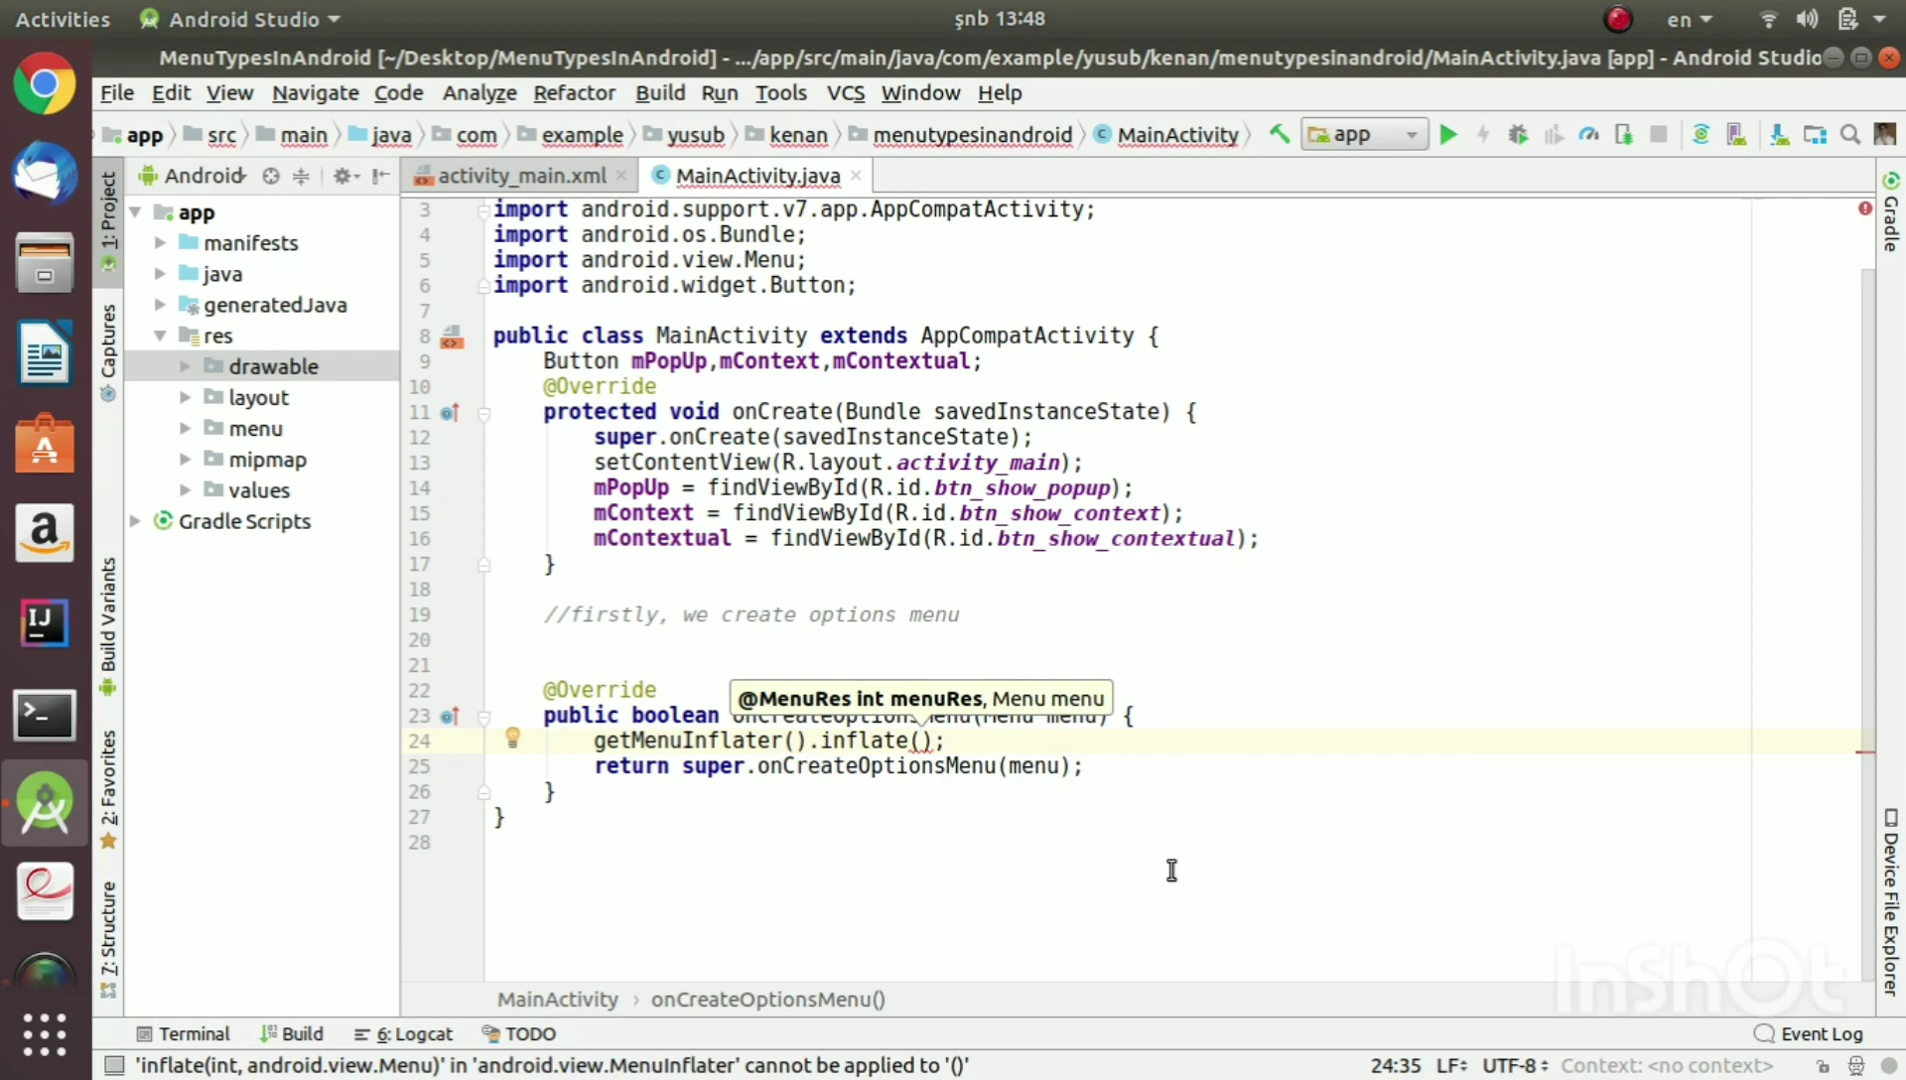 Activities
Android Studio
şnb 13:48
en
MenuTypesInAndroid [~/Desktop/MenuTypesInAndroid] - .../app/src/main/java/com/example/yusub/kenan/menutypesinandroid/MainActivity.java [app] - Android Studio
File Edit View Navigate Code Analyze Refactor Build Run Tools VCS Window Help
app src main java com example yusub kenan menutypesinandroid MainActivity app
1: Project
Captures
Build Variants
2: Favorites
7: Structure
Android
app
manifests
java
generatedJava
res
drawable
layout
menu
mipmap
values
Gradle Scripts
activity_main.xml
MainActivity.java
3 import android.support.v7.app.AppCompatActivity;
4 import android.os.Bundle;
5 import android.view.Menu;
6 import android.widget.Button;
7
8 public class MainActivity extends AppCompatActivity {
9 Button mPopUp,mContext,mContextual;
10 @Override
11 protected void onCreate(Bundle savedInstanceState) {
12 super.onCreate(savedInstanceState);
13 setContentView(R.layout.activity_main);
14 mPopUp = findViewById(R.id.btn_show_popup);
15 mContext = findViewById(R.id.btn_show_context);
16 mContextual = findViewById(R.id.btn_show_contextual);
17 }
18
19 //firstly, we create options menu
20
21
22 @Override
@MenuRes int menuRes, Menu menu
23 public boolean onCreateOptionsMenu(Menu menu) {
24 getMenuInflater().inflate();
25 return super.onCreateOptionsMenu(menu);
26 }
27 }
28
MainActivity › onCreateOptionsMenu()
Gradle
Device File Explorer
InShOt
Terminal Build 6: Logcat TODO
Event Log
'inflate(int, android.view.Menu)' in 'android.view.MenuInflater' cannot be applied to '()'
24:35 LF UTF-8 Context: <no context>